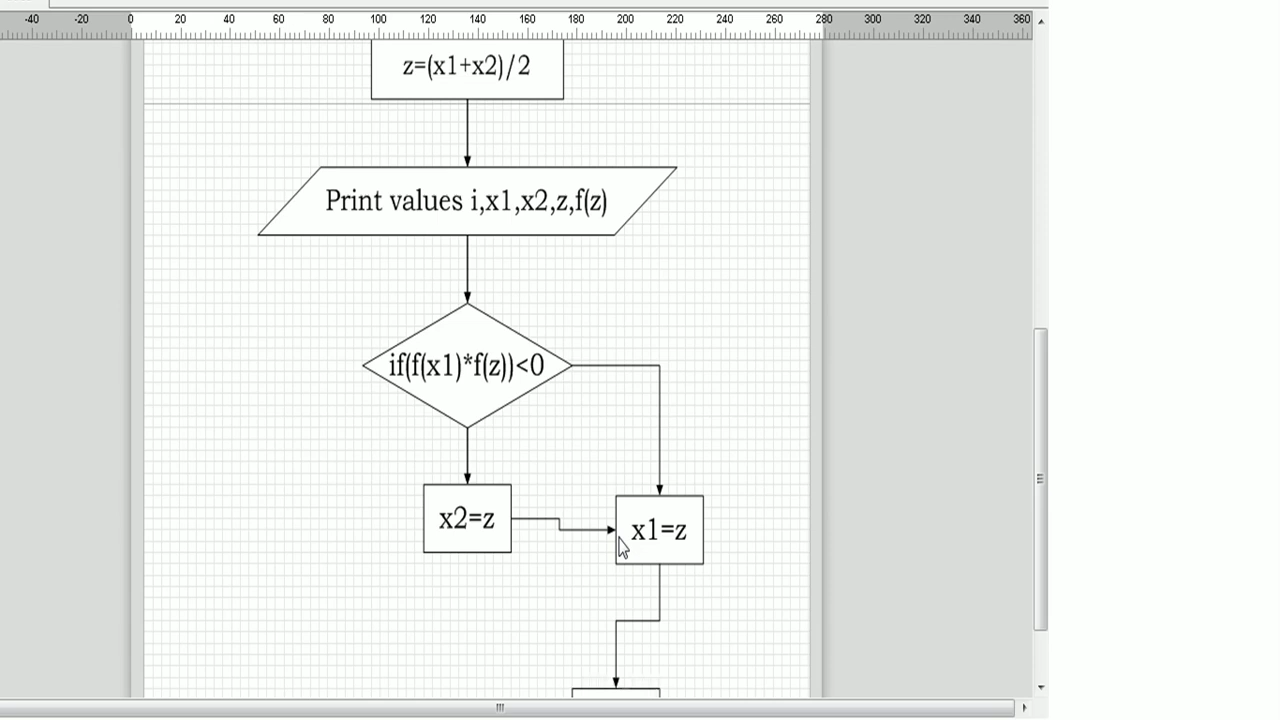 -40 -20 0 20 40 60 80 100 120 140 160 180 200 220 240 260 280 300 320 340 360
z=(x1+x2)/2
Print values i,x1,x2,z,f(z)
if(f(x1)*f(z))<0
x2=z
x1=z